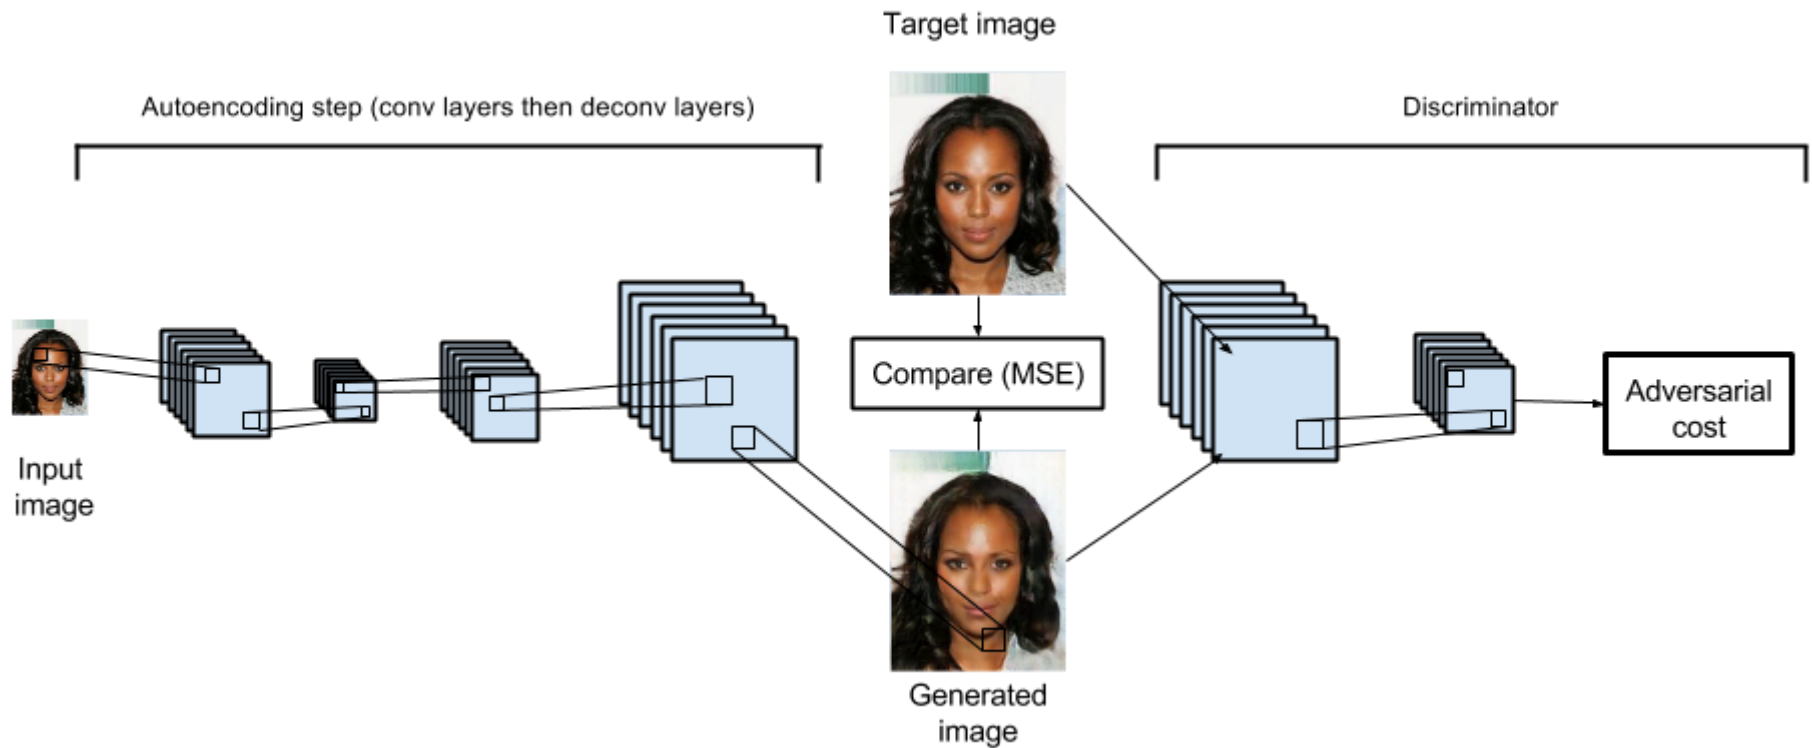 Target image
Autoencoding step (conv layers then deconv layers)
Discriminator
Compare (MSE)
Adversarial
cost
Input
image
Generated
image